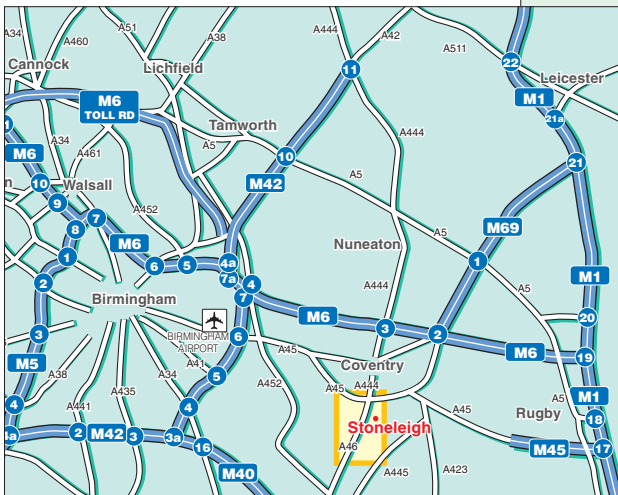 A34
A460
A51
A38
A444
A42
A511
22
Cannock
Lichfield
11
Leicester
M6
TOLL RD
M1
21a
1
A34
Tamworth
A444
M6
A461
A5
10
21
10
Walsall
M42
A5
9
A452
M69
7
8
M6
Nuneaton
A5
1
6
5
4a
1
7a
2
4
A444
M1
Birmingham
7
20
M6
3
BIRMINGHAM
AIRPORT
6
3
2
M6
19
A45
M5
A41
5
Coventry
A38
A435
A34
A452
A45
A444
A5
M1
4
A441
4
A45
Rugby
18
Stoneleigh
4a
2
M42
3
3a
16
A46
M45
17
M40
A445
A423